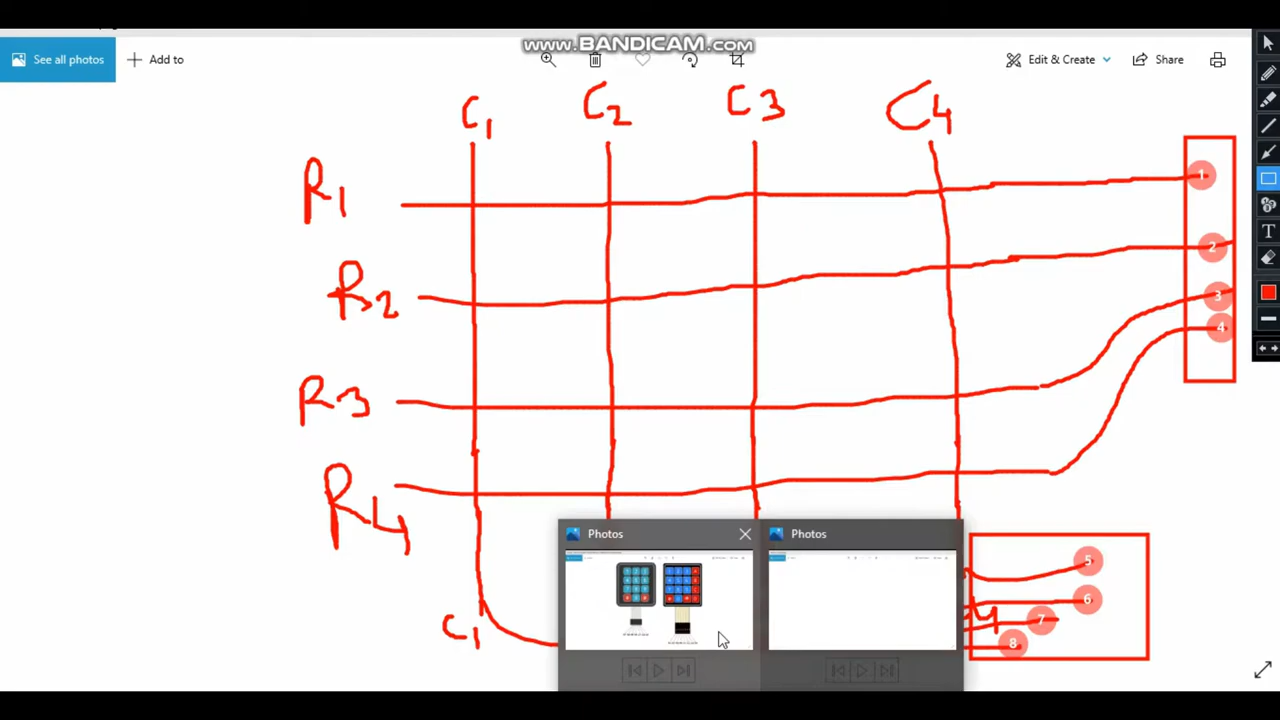 www.BANDICAM.com
See all photos
Add to
Edit & Create
Share
C1 C2 C3 C4
R1
R2
R3
R4
1
2
3
4
Photos
Photos
5
6
7
8
4
C1
T